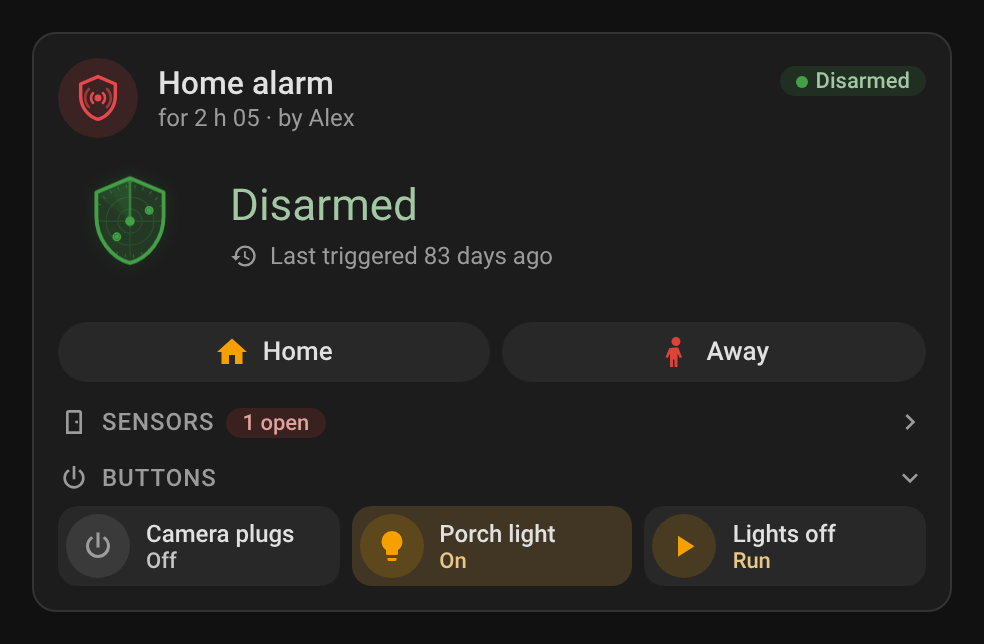 Home alarm
Disarmed
for 2 h 05 · by Alex
Disarmed
Last triggered 83 days ago
Home
Away
SENSORS 1 open
BUTTONS
Camera plugs
Off
Porch light
On
Lights off
Run